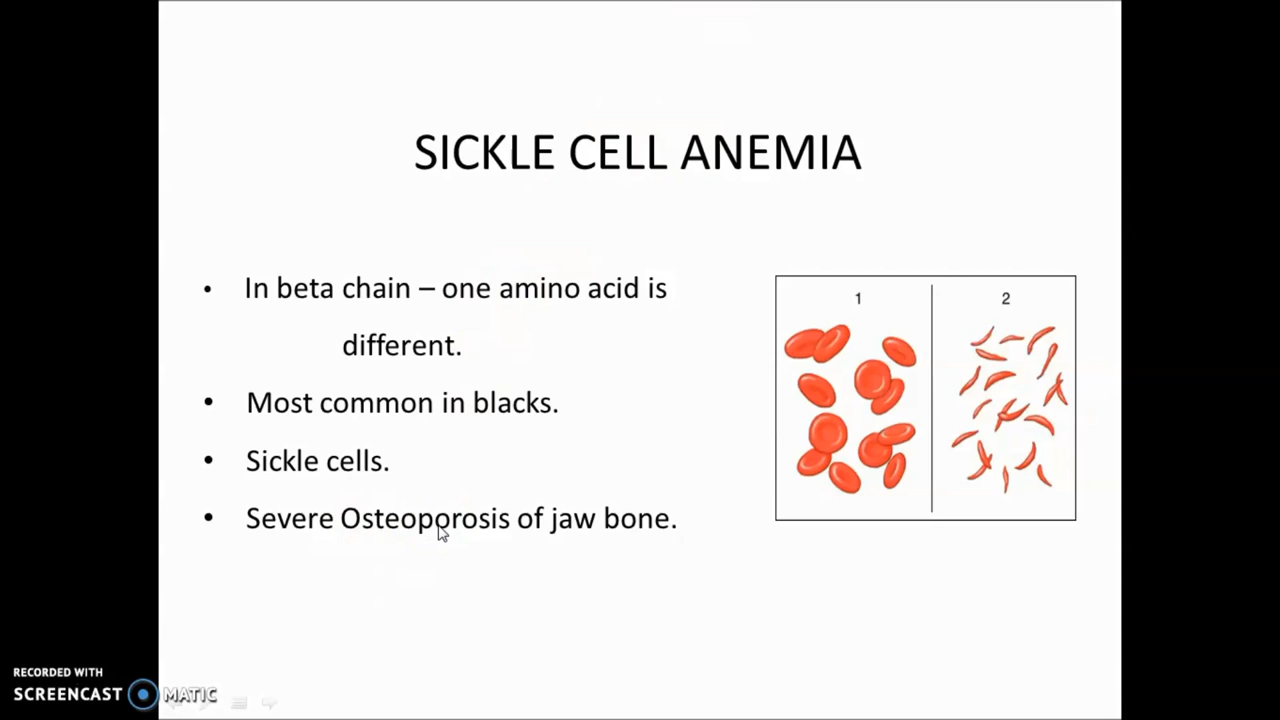 SICKLE CELL ANEMIA
• In beta chain – one amino acid is
different.
• Most common in blacks.
• Sickle cells.
• Severe Osteoporosis of jaw bone.
1
2
RECORDED WITH
SCREENCAST MATIC